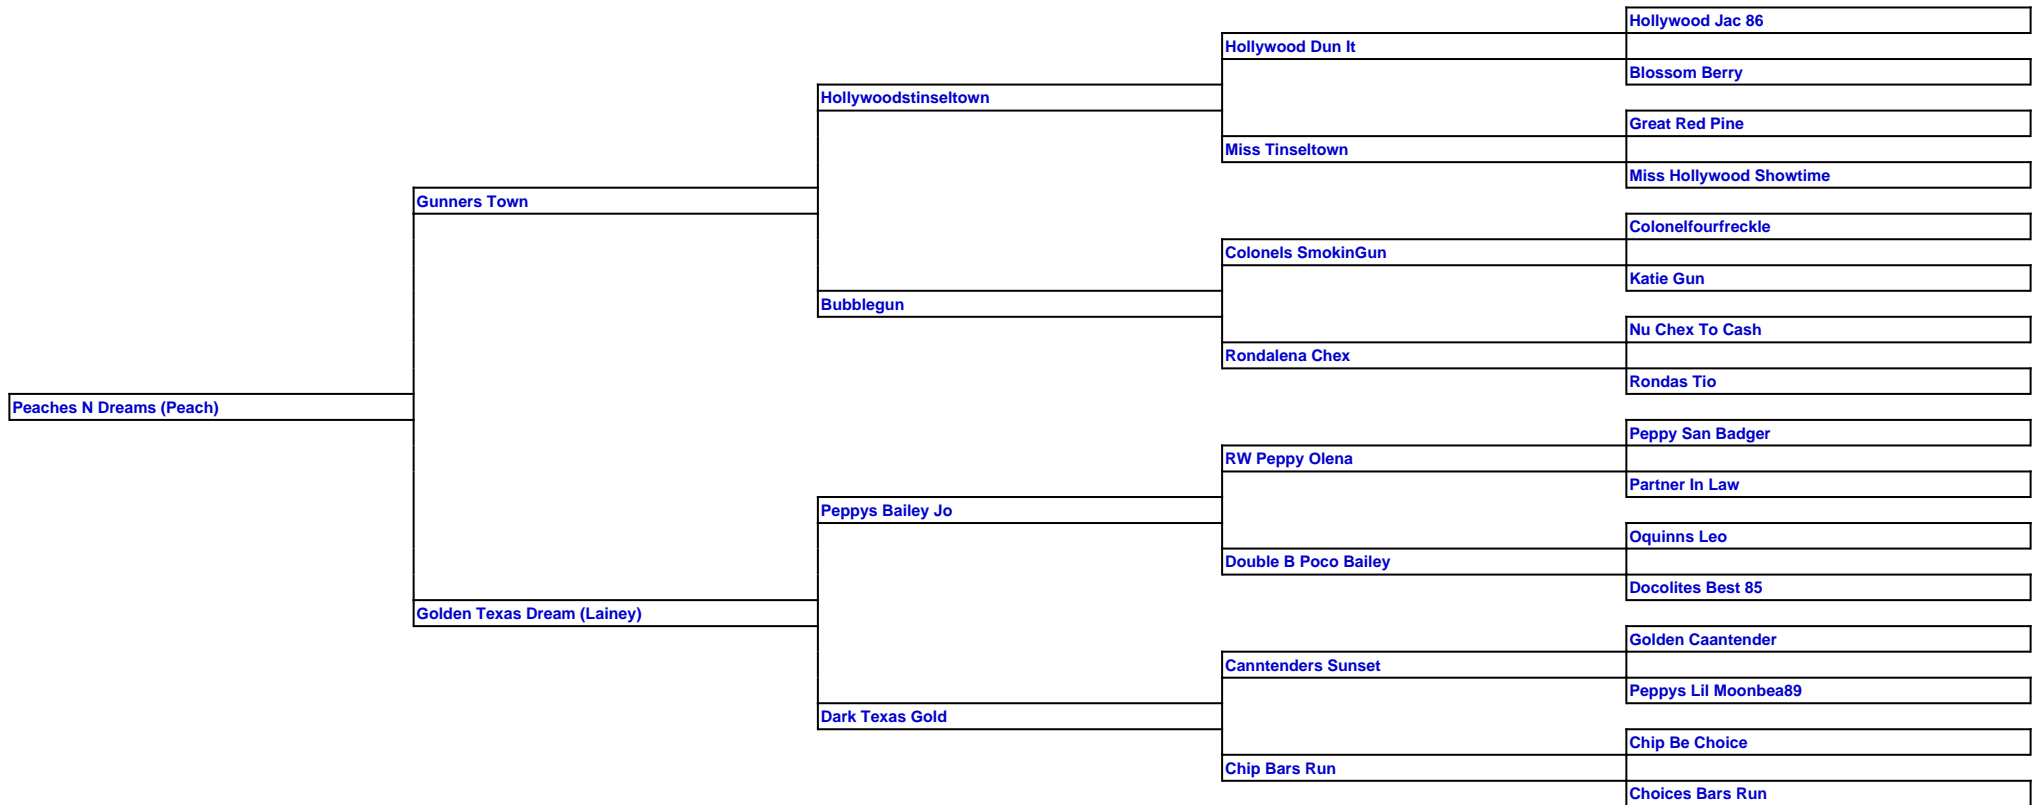 Hollywood Jac 86
Hollywood Dun It
Blossom Berry
Hollywoodstinseltown
Great Red Pine
Miss Tinseltown
Miss Hollywood Showtime
Gunners Town
Colonelfourfreckle
Colonels SmokinGun
Katie Gun
Bubblegun
Nu Chex To Cash
Rondalena Chex
Rondas Tio
Peaches N Dreams (Peach)
Peppy San Badger
RW Peppy Olena
Partner In Law
Peppys Bailey Jo
Oquinns Leo
Double B Poco Bailey
Docolites Best 85
Golden Texas Dream (Lainey)
Golden Caantender
Canntenders Sunset
Peppys Lil Moonbea89
Dark Texas Gold
Chip Be Choice
Chip Bars Run
Choices Bars Run